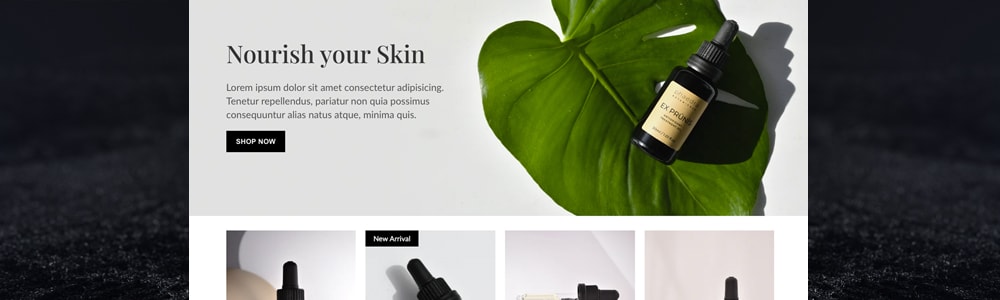 Nourish your Skin
Lorem ipsum dolor sit amet consectetur adipisicing.
Tenetur repellendus, pariatur non quia possimus
consequuntur alias natus atque, minima quis.
SHOP NOW
EX PRUNUS
New Arrival